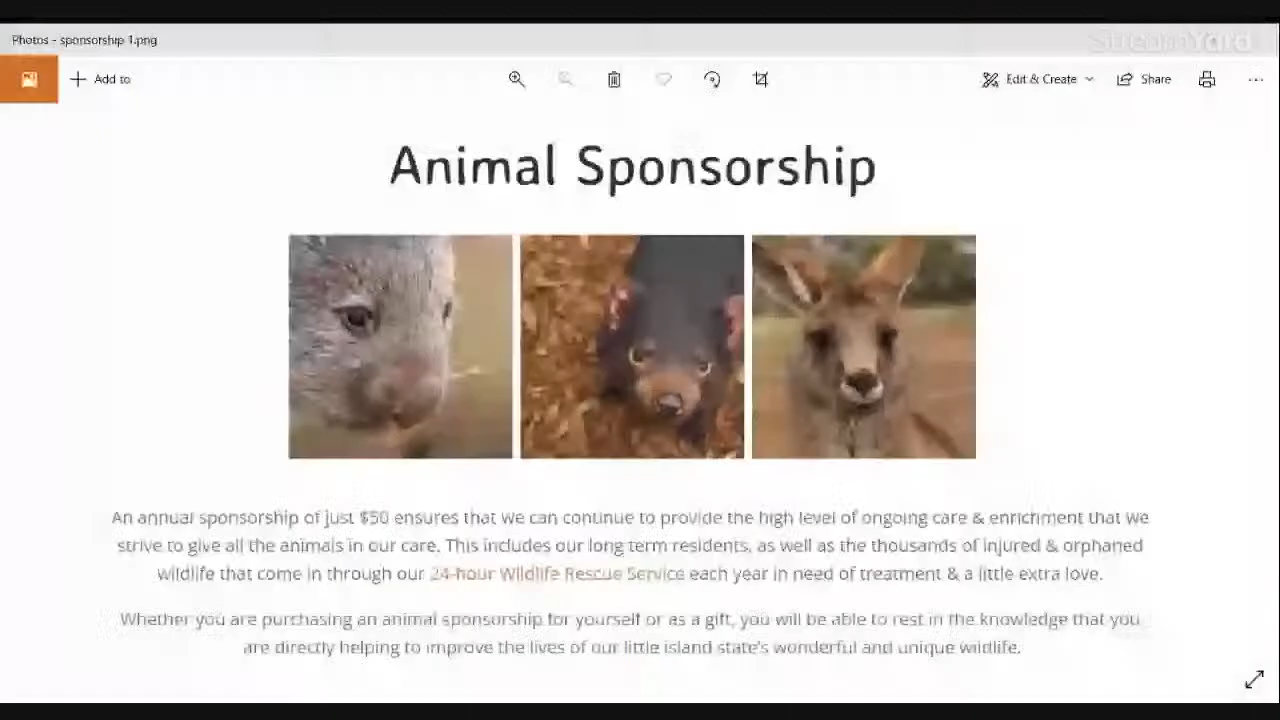 StreamYard
Photos - sponsorship 1.png
Add to
Edit & Create
Share
Animal Sponsorship
An annual sponsorship of just $50 ensures that we can continue to provide the high level of ongoing care & enrichment that we
strive to give all the animals in our care. This includes our long term residents, as well as the thousands of injured & orphaned
wildlife that come in through our 24-hour Wildlife Rescue Service each year in need of treatment & a little extra love.
Whether you are purchasing an animal sponsorship for yourself or as a gift, you will be able to rest in the knowledge that you
are directly helping to improve the lives of our little island state's wonderful and unique wildlife.